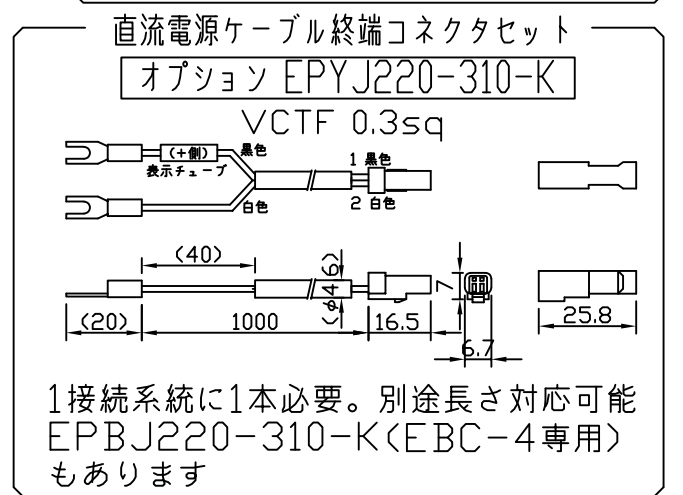 直流電源ケーブル終端コネクタセット
オプション EPYJ220-310-K
VCTF 0.3sq
(+側)
黒色
表示チューブ
白色
1 黒色
2 白色
(40)
(φ4.6)
7
(20)
1000
16.5
6.7
25.8
1接続系統に1本必要。別途長さ対応可能
EPBJ220-310-K(EBC-4専用)
もあります